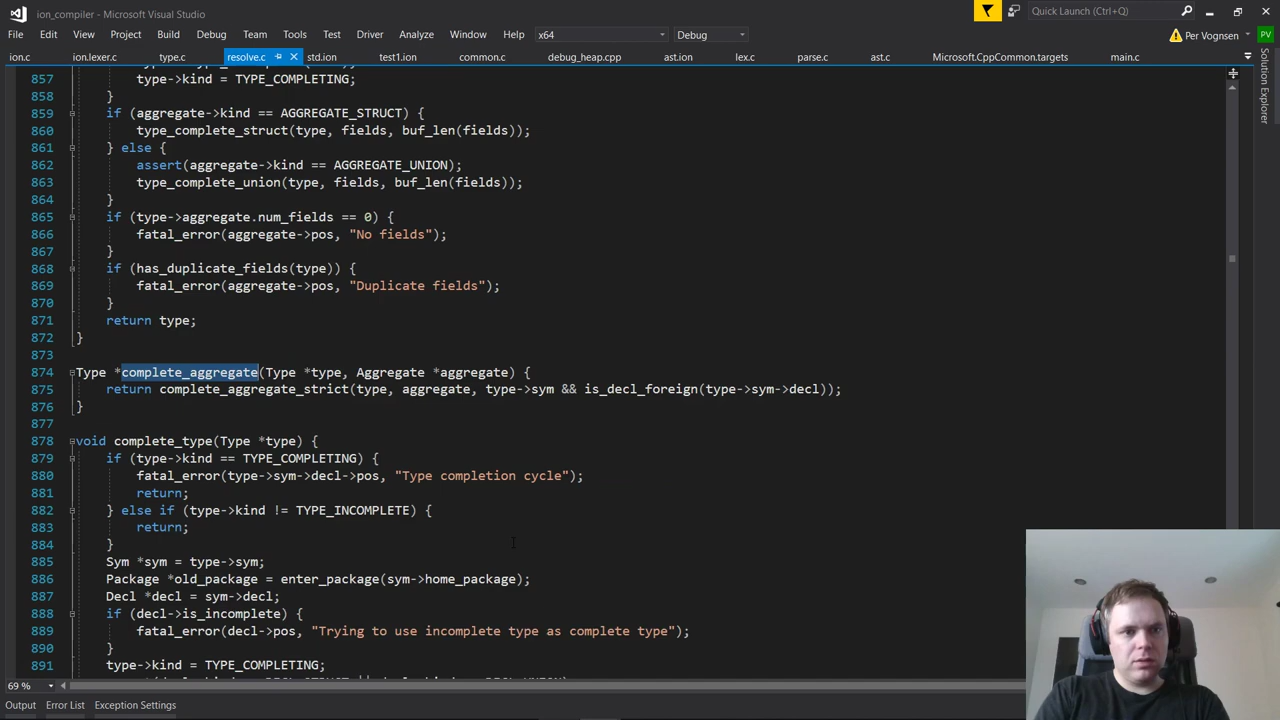 ion_compiler - Microsoft Visual Studio
Quick Launch (Ctrl+Q)
File Edit View Project Build Debug Team Tools Test Driver Analyze Window Help x64 Debug
Per Vognsen PV
ion.c ion.lexer.c type.c resolve.c std.ion test1.ion common.c debug_heap.cpp ast.ion lex.c parse.c ast.c Microsoft.CppCommon.targets main.c
Solution Explorer
857 type->kind = TYPE_COMPLETING;
858 }
859 if (aggregate->kind == AGGREGATE_STRUCT) {
860 type_complete_struct(type, fields, buf_len(fields));
861 } else {
862 assert(aggregate->kind == AGGREGATE_UNION);
863 type_complete_union(type, fields, buf_len(fields));
864 }
865 if (type->aggregate.num_fields == 0) {
866 fatal_error(aggregate->pos, "No fields");
867 }
868 if (has_duplicate_fields(type)) {
869 fatal_error(aggregate->pos, "Duplicate fields");
870 }
871 return type;
872 }
873
874 Type *complete_aggregate(Type *type, Aggregate *aggregate) {
875 return complete_aggregate_strict(type, aggregate, type->sym && is_decl_foreign(type->sym->decl));
876 }
877
878 void complete_type(Type *type) {
879 if (type->kind == TYPE_COMPLETING) {
880 fatal_error(type->sym->decl->pos, "Type completion cycle");
881 return;
882 } else if (type->kind != TYPE_INCOMPLETE) {
883 return;
884 }
885 Sym *sym = type->sym;
886 Package *old_package = enter_package(sym->home_package);
887 Decl *decl = sym->decl;
888 if (decl->is_incomplete) {
889 fatal_error(decl->pos, "Trying to use incomplete type as complete type");
890 }
891 type->kind = TYPE_COMPLETING;
69 %
Output Error List Exception Settings